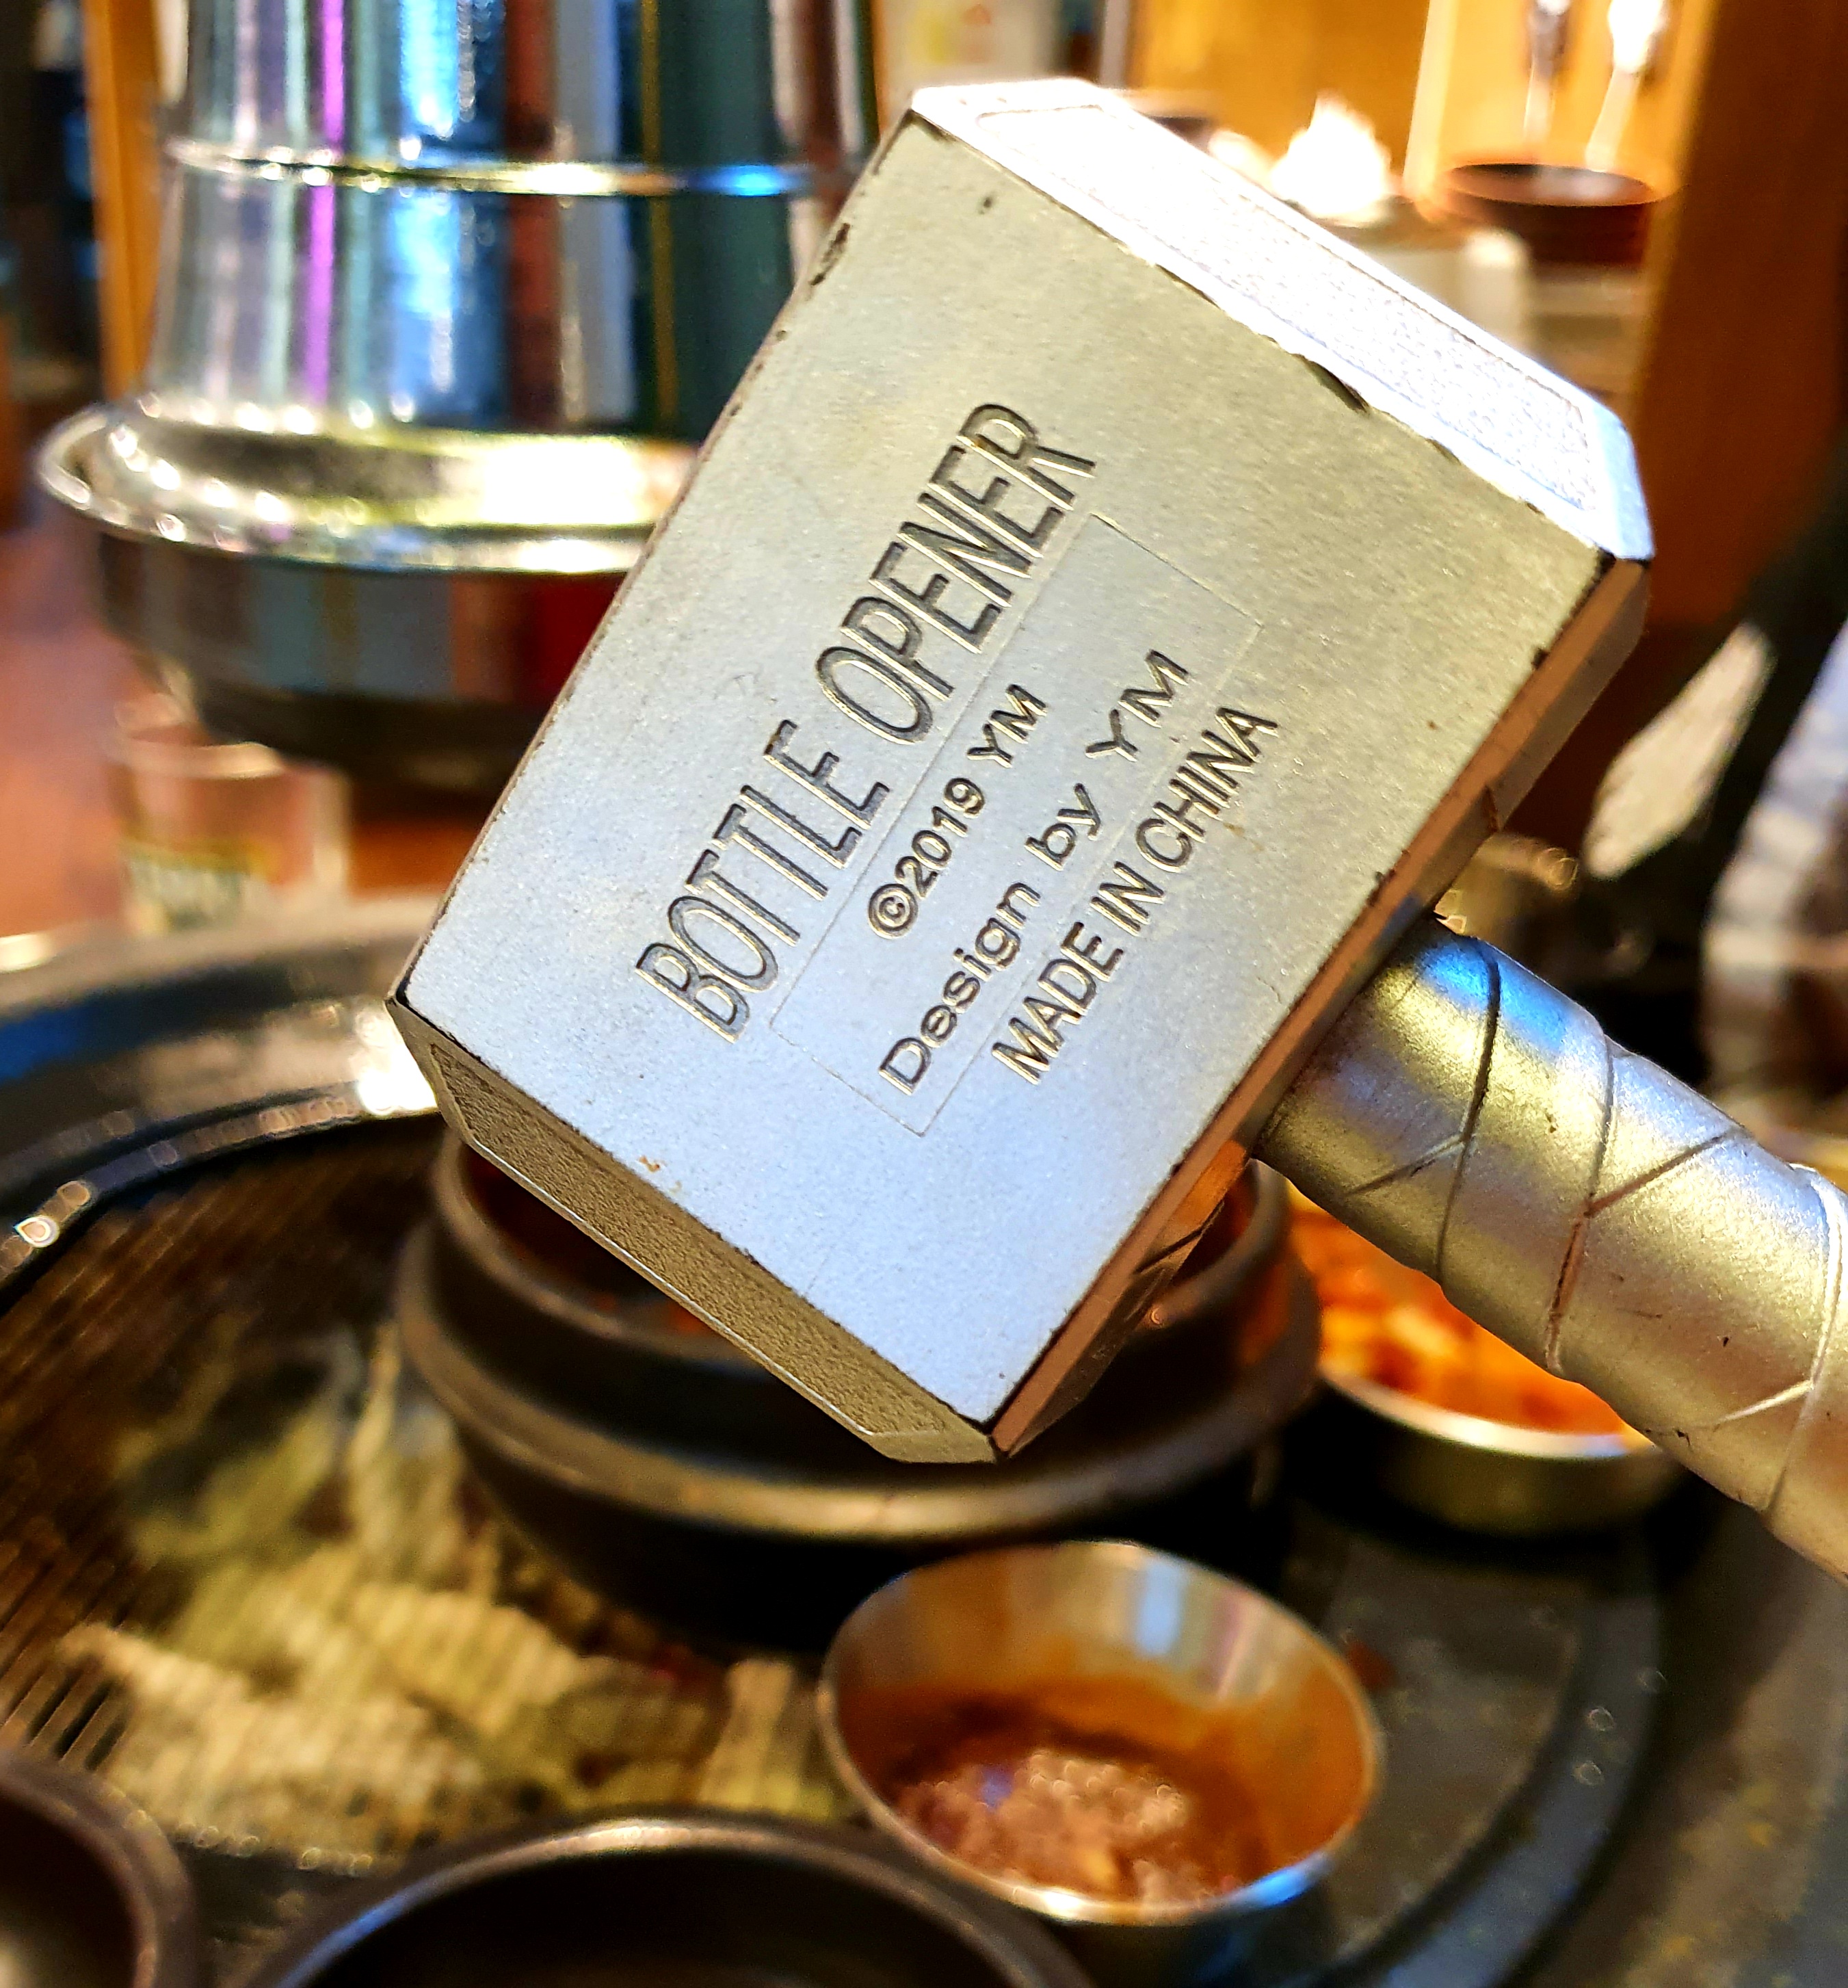 BOTTLE OPENER
©2019 YM
Design by YM
MADE IN CHINA